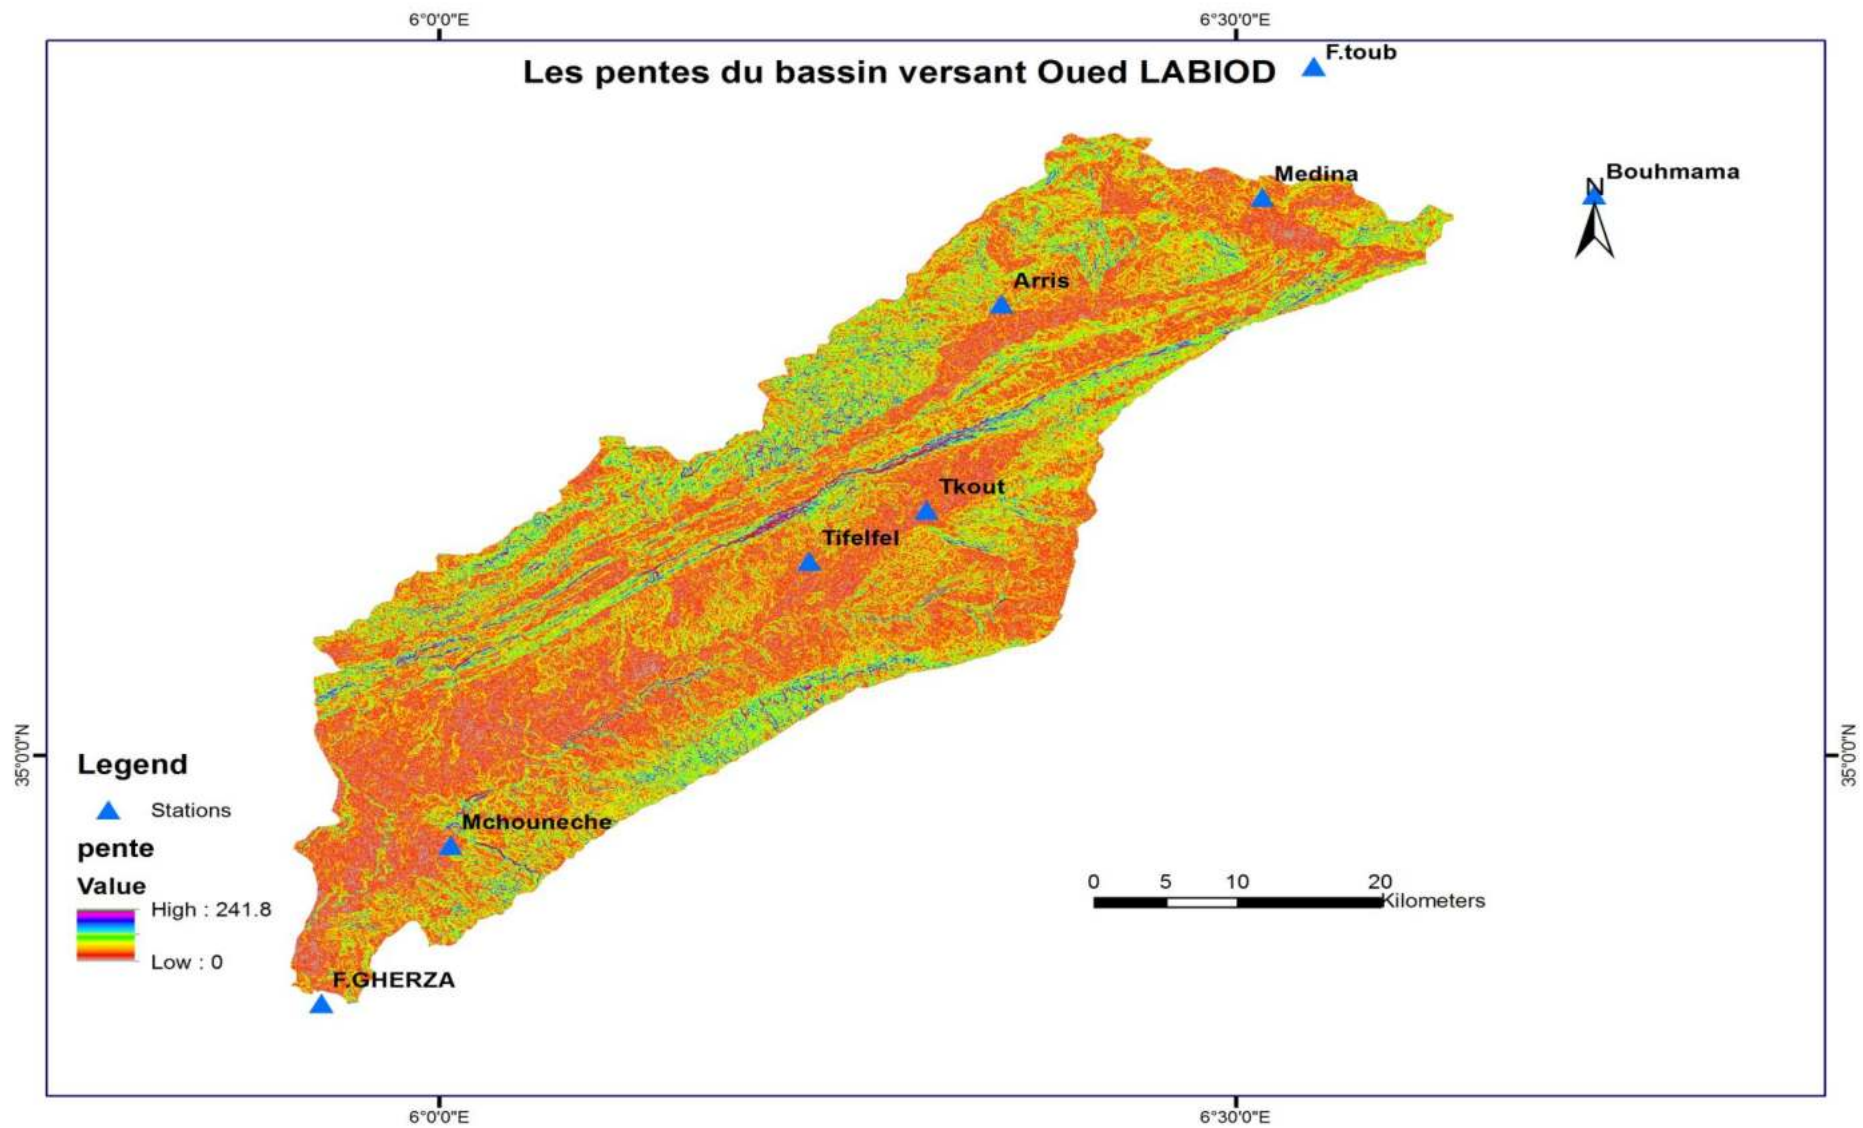 6°0'0"E
6°30'0"E
F.toub
Les pentes du bassin versant Oued LABIOD
Medina
Bouhmama
N
Arris
Tkout
Tifelfel
35°0'0"N
35°0'0"N
Legend
Stations
Mchouneche
pente
Value
High : 241.8
Low : 0
0 5 10 20
Kilometers
F.GHERZA
6°0'0"E
6°30'0"E